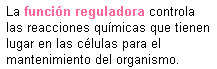 La función reguladora controla
las reacciones químicas que tienen
lugar en las células para el
mantenimiento del organismo.